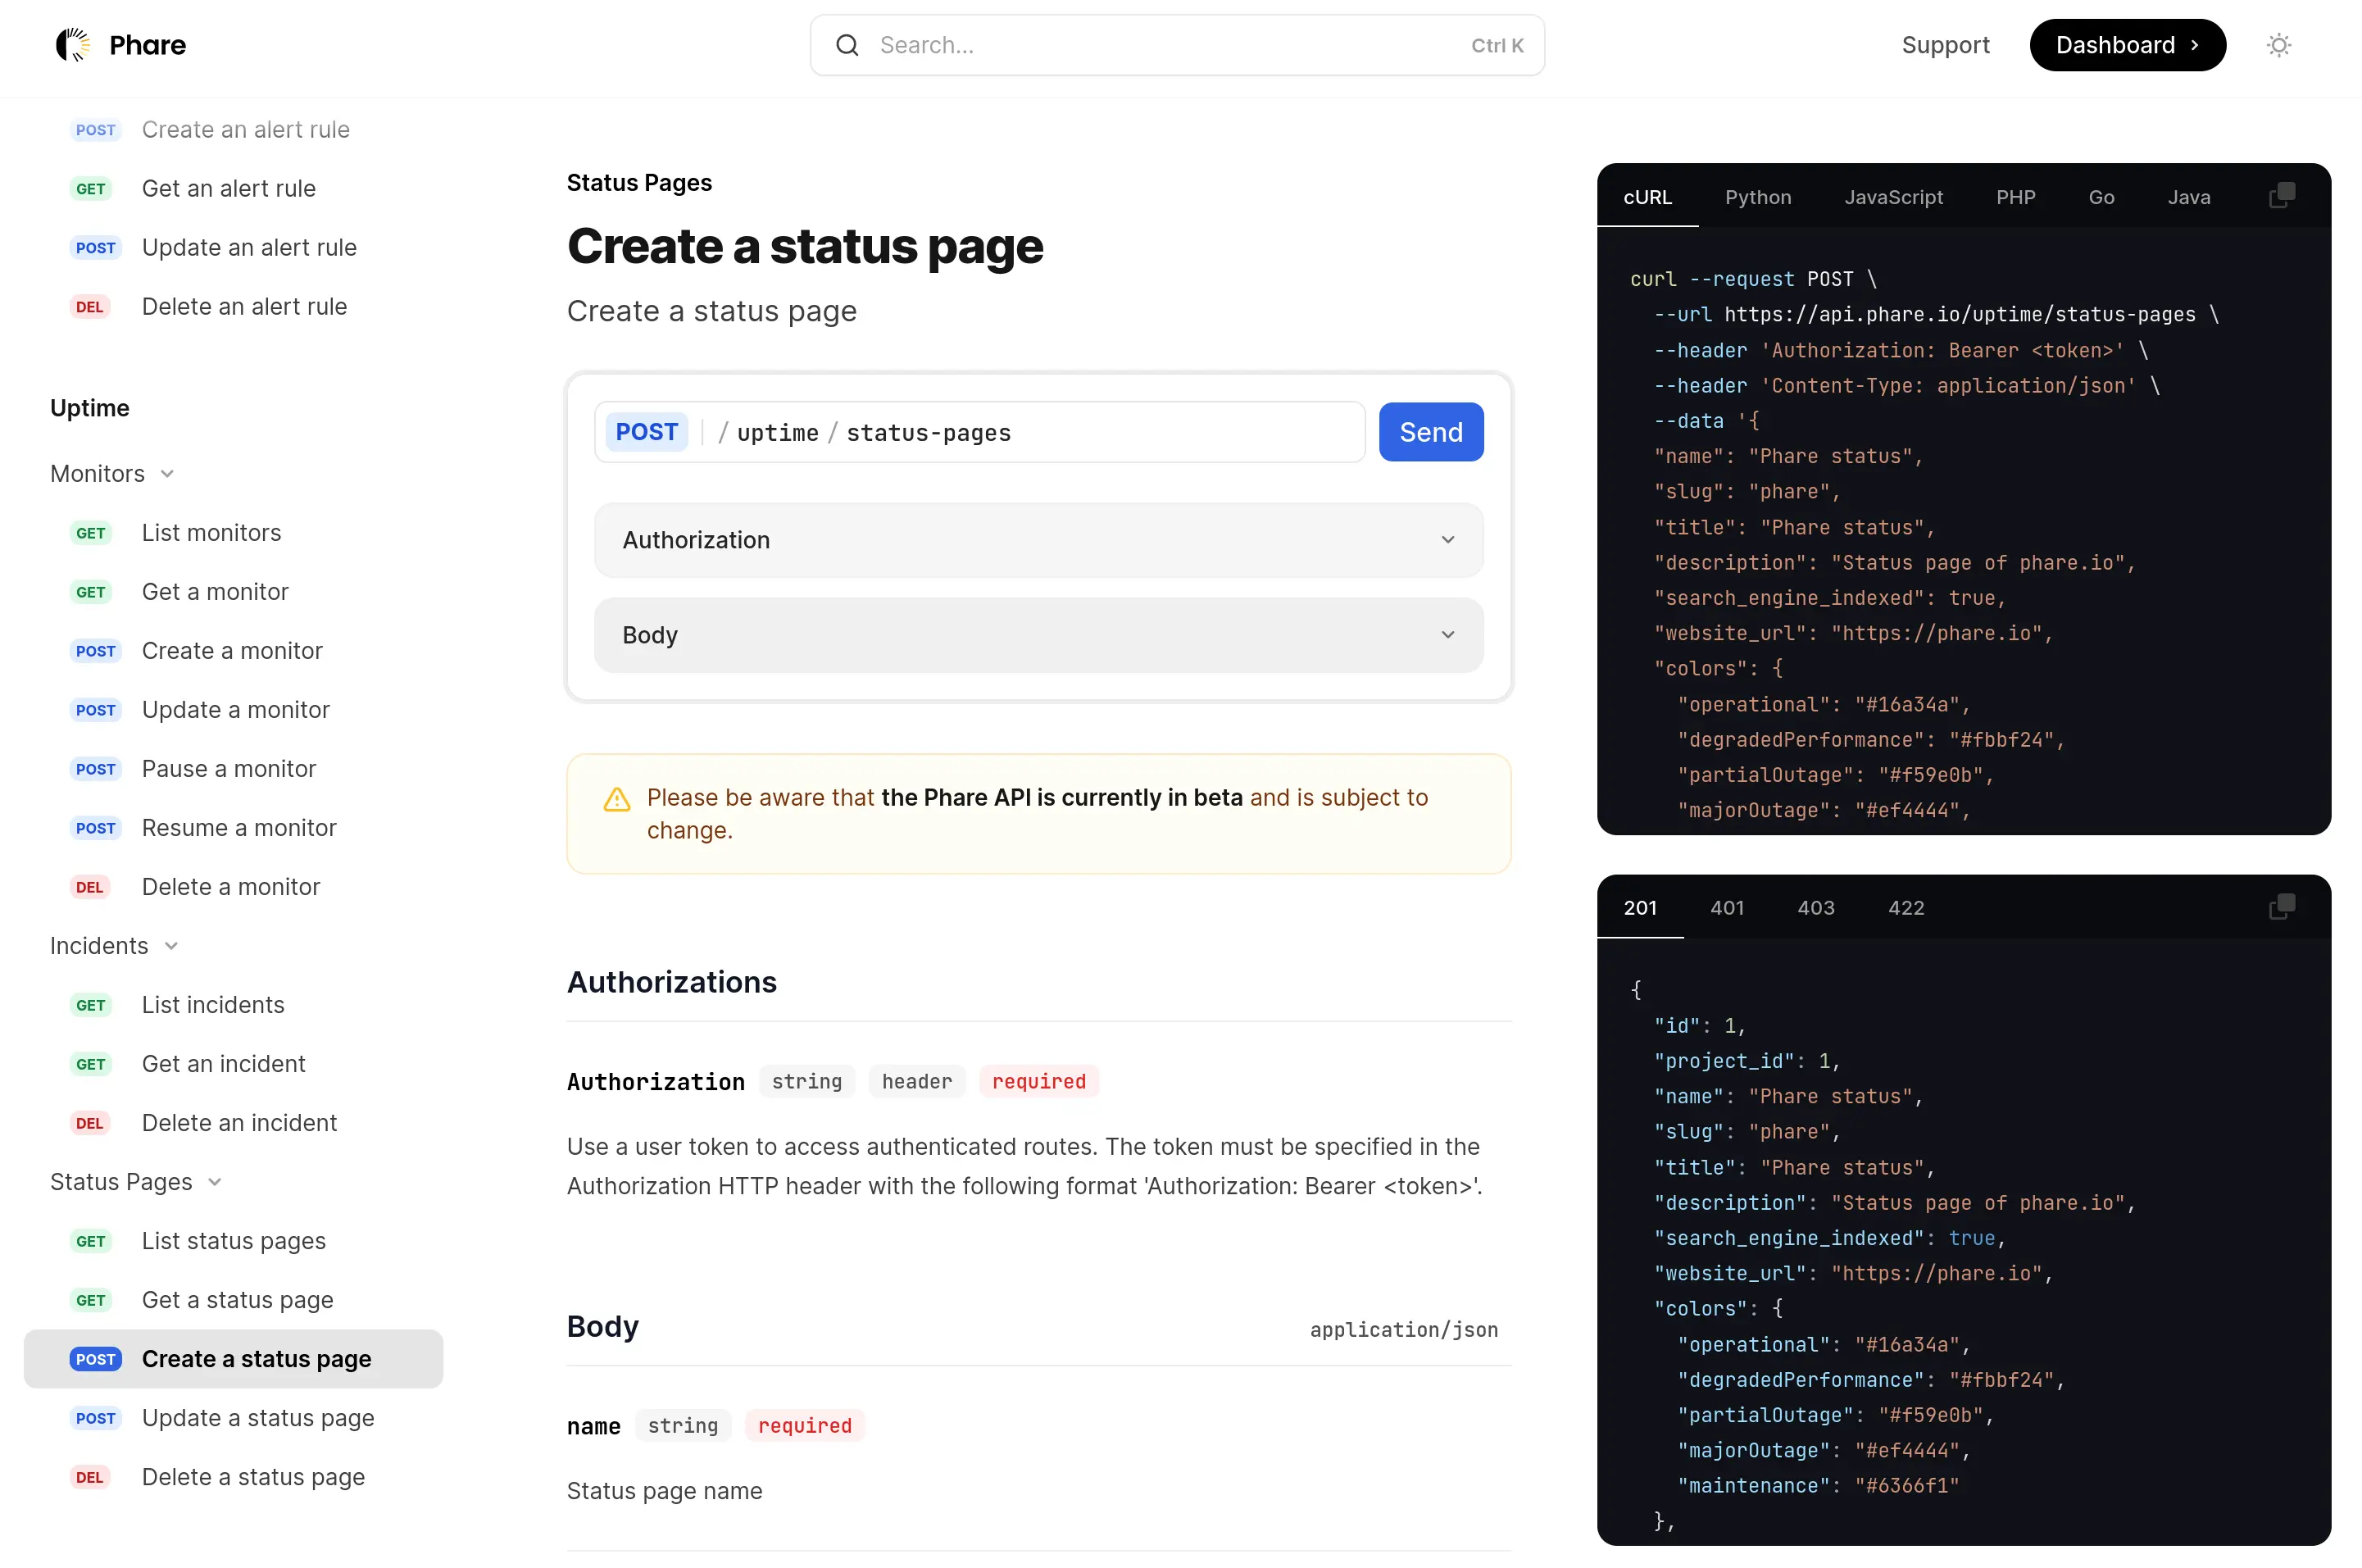 Phare
Search...
Ctrl K
Support
Dashboard
POST Create an alert rule
GET Get an alert rule
POST Update an alert rule
DEL Delete an alert rule
Uptime
Monitors
GET List monitors
GET Get a monitor
POST Create a monitor
POST Update a monitor
POST Pause a monitor
POST Resume a monitor
DEL Delete a monitor
Incidents
GET List incidents
GET Get an incident
DEL Delete an incident
Status Pages
GET List status pages
GET Get a status page
POST Create a status page
POST Update a status page
DEL Delete a status page
Status Pages
Create a status page
Create a status page
POST / uptime / status-pages
Send
Authorization
Body
Please be aware that the Phare API is currently in beta and is subject to
change.
Authorizations
Authorization string header required
Use a user token to access authenticated routes. The token must be specified in the
Authorization HTTP header with the following format 'Authorization: Bearer <token>'.
Body
application/json
name string required
Status page name
cURL Python JavaScript PHP Go Java
curl --request POST \
--url https://api.phare.io/uptime/status-pages \
--header 'Authorization: Bearer <token>' \
--header 'Content-Type: application/json' \
--data '{
"name": "Phare status",
"slug": "phare",
"title": "Phare status",
"description": "Status page of phare.io",
"search_engine_indexed": true,
"website_url": "https://phare.io",
"colors": {
"operational": "#16a34a",
"degradedPerformance": "#fbbf24",
"partialOutage": "#f59e0b",
"majorOutage": "#ef4444",
201 401 403 422
{
"id": 1,
"project_id": 1,
"name": "Phare status",
"slug": "phare",
"title": "Phare status",
"description": "Status page of phare.io",
"search_engine_indexed": true,
"website_url": "https://phare.io",
"colors": {
"operational": "#16a34a",
"degradedPerformance": "#fbbf24",
"partialOutage": "#f59e0b",
"majorOutage": "#ef4444",
"maintenance": "#6366f1"
},